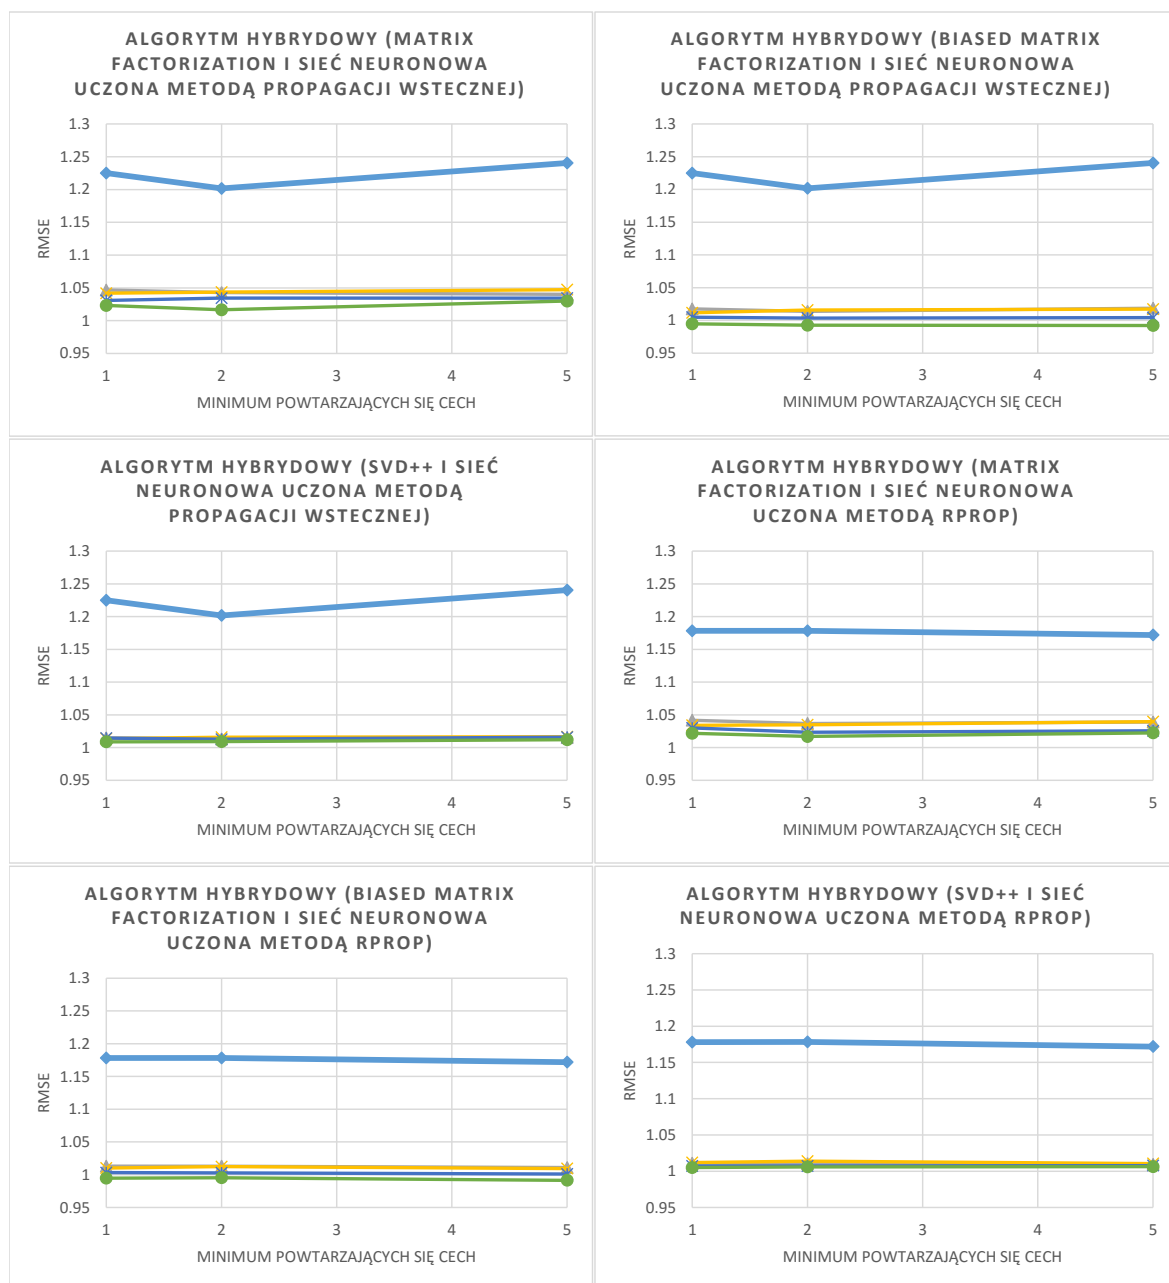 ALGORYTM HYBRYDOWY (MATRIX
FACTORIZATION I SIEĆ NEURONOWA
UCZONA METODĄ PROPAGACJI WSTECZNEJ)
1.3
1.25
1.2
1.15
1.1
1.05
1
0.95
RMSE
1 2 3 4 5
MINIMUM POWTARZAJĄCYCH SIĘ CECH
ALGORYTM HYBRYDOWY (BIASED MATRIX
FACTORIZATION I SIEĆ NEURONOWA
UCZONA METODĄ PROPAGACJI WSTECZNEJ)
1.3
1.25
1.2
1.15
1.1
1.05
1
0.95
RMSE
1 2 3 4 5
MINIMUM POWTARZAJĄCYCH SIĘ CECH
ALGORYTM HYBRYDOWY (SVD++ I SIEĆ
NEURONOWA UCZONA METODĄ
PROPAGACJI WSTECZNEJ)
1.3
1.25
1.2
1.15
1.1
1.05
1
0.95
RMSE
1 2 3 4 5
MINIMUM POWTARZAJĄCYCH SIĘ CECH
ALGORYTM HYBRYDOWY (MATRIX
FACTORIZATION I SIEĆ NEURONOWA
UCZONA METODĄ RPROP)
1.3
1.25
1.2
1.15
1.1
1.05
1
0.95
RMSE
1 2 3 4 5
MINIMUM POWTARZAJĄCYCH SIĘ CECH
ALGORYTM HYBRYDOWY (BIASED MATRIX
FACTORIZATION I SIEĆ NEURONOWA
UCZONA METODĄ RPROP)
1.3
1.25
1.2
1.15
1.1
1.05
1
0.95
RMSE
1 2 3 4 5
MINIMUM POWTARZAJĄCYCH SIĘ CECH
ALGORYTM HYBRYDOWY (SVD++ I SIEĆ
NEURONOWA UCZONA METODĄ RPROP)
1.3
1.25
1.2
1.15
1.1
1.05
1
0.95
RMSE
1 2 3 4 5
MINIMUM POWTARZAJĄCYCH SIĘ CECH